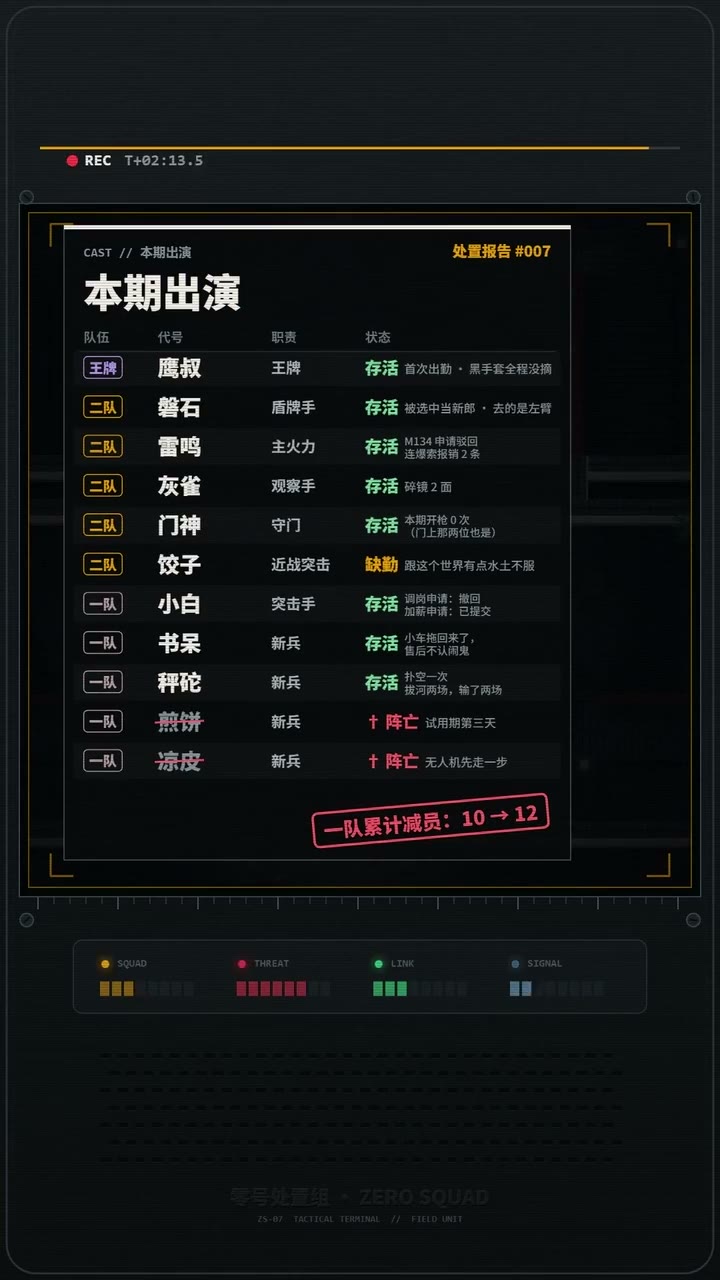 REC T+02:13.5
CAST // 本期出演
处置报告 #007
本期出演
队伍 代号 职责 状态
王牌 鹰叔 王牌 存活 首次出勤 · 黑手套全程没摘
二队 磐石 盾牌手 存活 被选中当新郎 · 去的是左臂
二队 雷鸣 主火力 存活 M134 申请驳回
连爆索报销 2 条
二队 灰雀 观察手 存活 碎镜 2 面
二队 门神 守门 存活 本期开枪 0 次
（门上那两位也是）
二队 饺子 近战突击 缺勤 跟这个世界有点水土不服
一队 小白 突击手 存活 调岗申请：撤回
加薪申请：已提交
一队 书呆 新兵 存活 小车拖回来了，
售后不认闹鬼
一队 秤砣 新兵 存活 扑空一次
拔河两场，输了两场
一队 煎饼 新兵 † 阵亡 试用期第三天
一队 凉皮 新兵 † 阵亡 无人机先走一步
一队累计减员：10 → 12
SQUAD THREAT LINK SIGNAL
零号处置组 · ZERO SQUAD
ZS-07 TACTICAL TERMINAL // FIELD UNIT